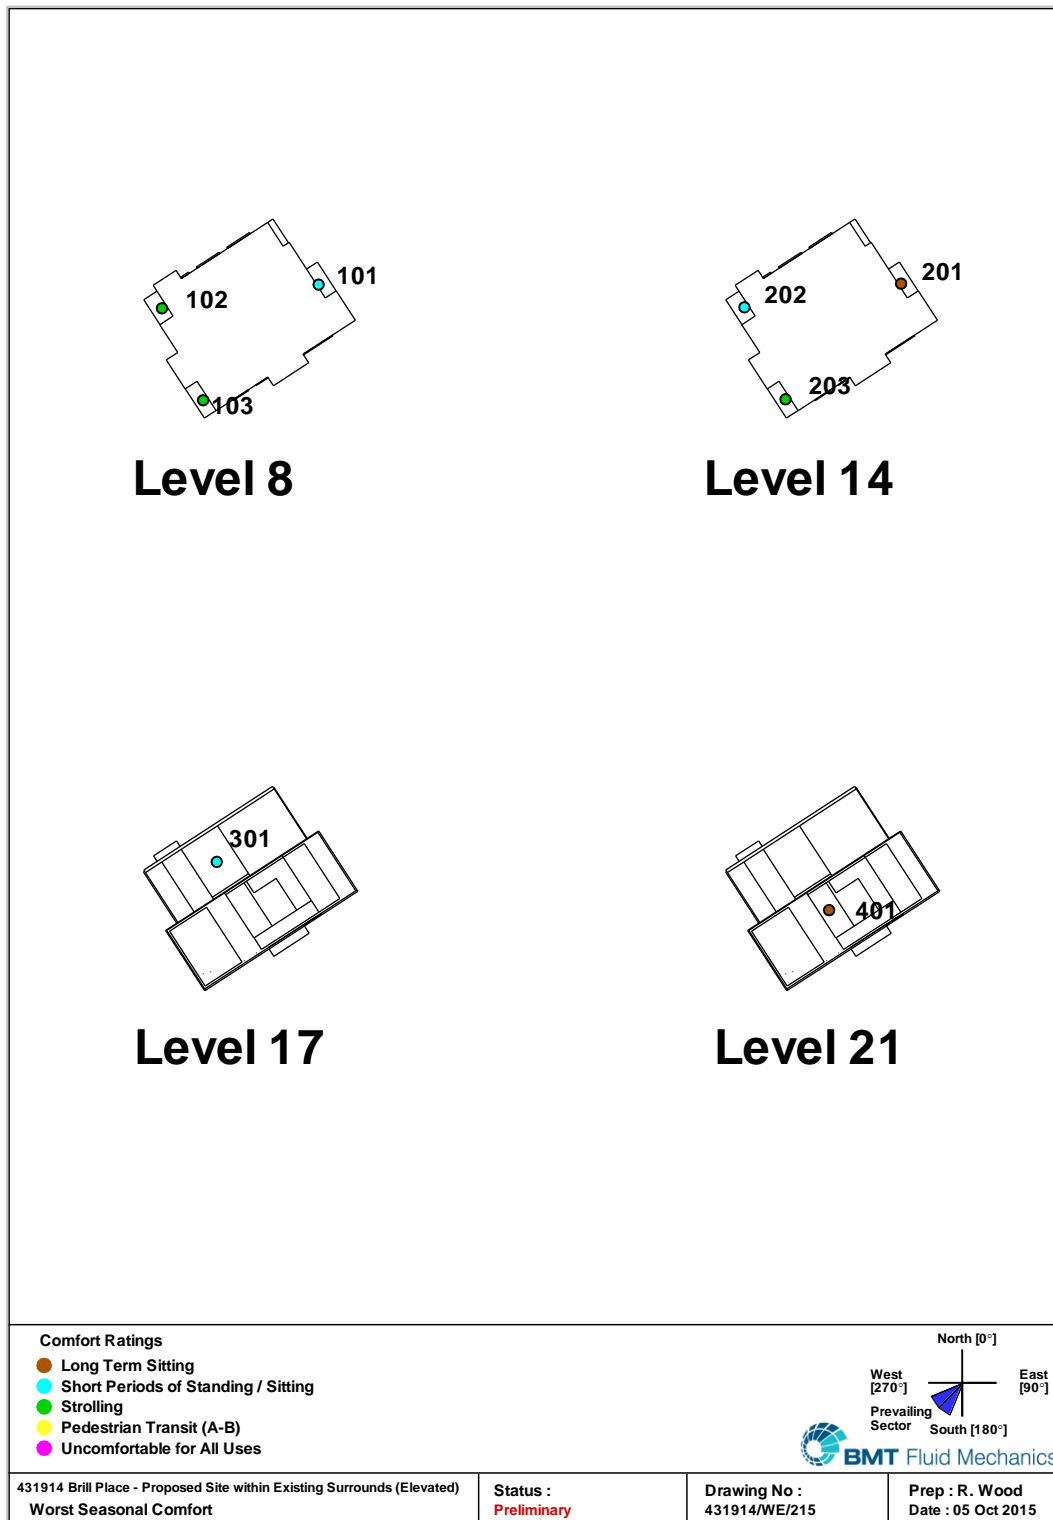 101
102
103
Level 8
201
202
203
Level 14
301
Level 17
401
Level 21
Comfort Ratings
Long Term Sitting
Short Periods of Standing / Sitting
Strolling
Pedestrian Transit (A-B)
Uncomfortable for All Uses
North [0°]
West
[270°]
East
[90°]
Prevailing
Sector
South [180°]
BMT Fluid Mechanics
431914 Brill Place - Proposed Site within Existing Surrounds (Elevated)
Worst Seasonal Comfort
Status :
Preliminary
Drawing No :
431914/WE/215
Prep : R. Wood
Date : 05 Oct 2015